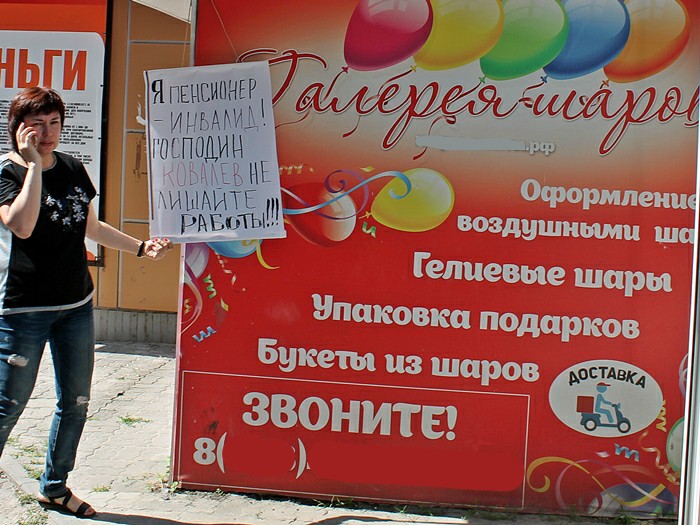 НЬГИ
Я ПЕНСИОНЕР
- ИНВАЛИД!
ГОСПОДИН
КОВАЛЕВ НЕ
ЛИШАЙТЕ
РАБОТЫ!!!
Галерея-шаров
.рф
Оформление
воздушными ша
Гелиевые шары
Упаковка подарков
Букеты из шаров
ДОСТАВКА
ЗВОНИТЕ!
8( )